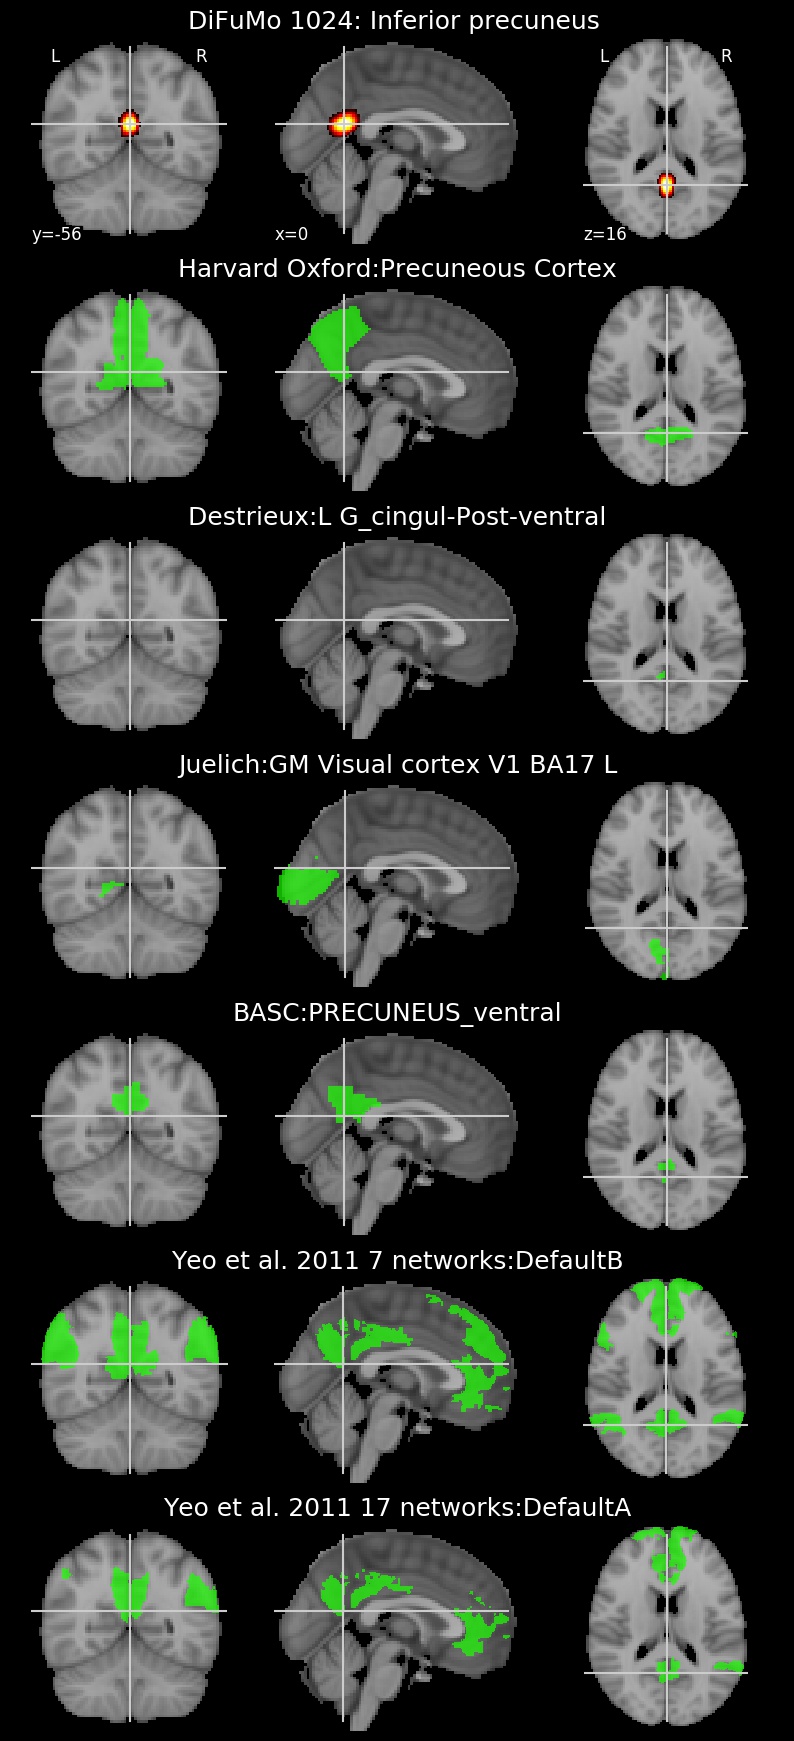 DiFuMo 1024: Inferior precuneus
L R L R
y=-56 x=0 z=16
Harvard Oxford:Precuneous Cortex
Destrieux:L G_cingul-Post-ventral
Juelich:GM Visual cortex V1 BA17 L
BASC:PRECUNEUS_ventral
Yeo et al. 2011 7 networks:DefaultB
Yeo et al. 2011 17 networks:DefaultA